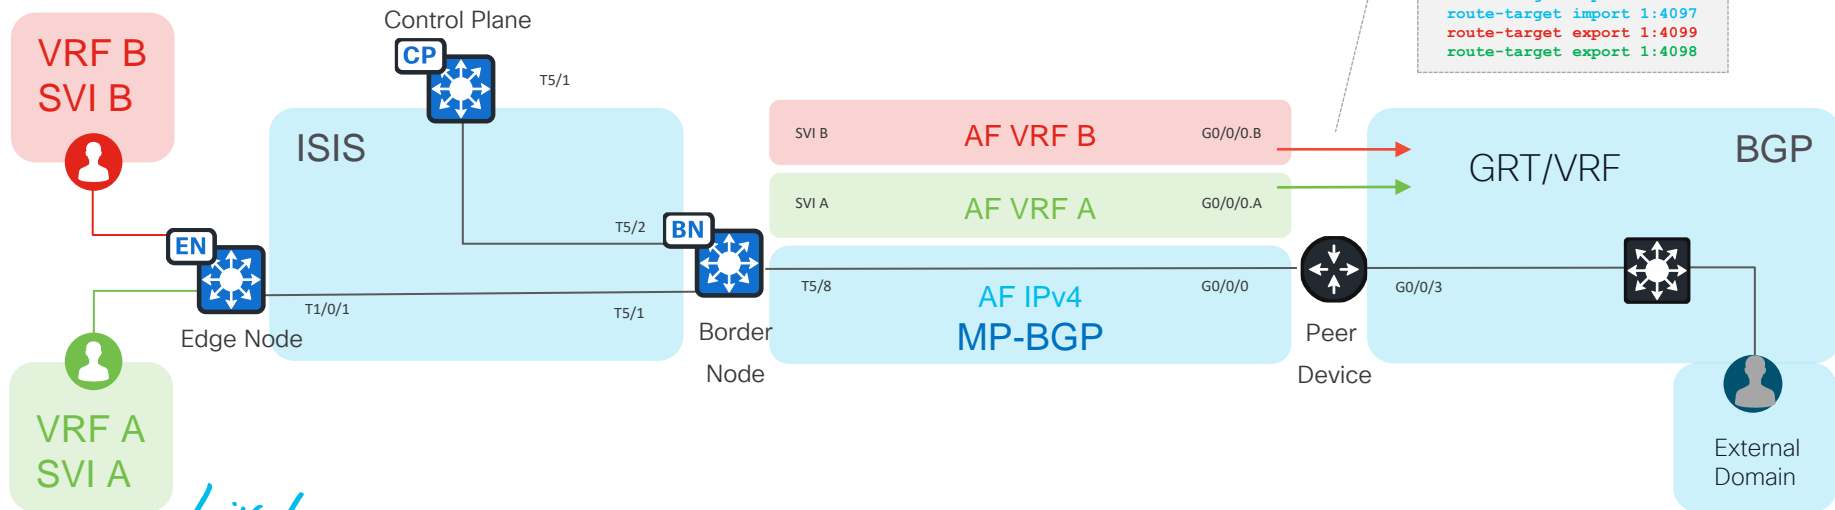 route-target import 1:4097
route-target export 1:4099
route-target export 1:4098
Control Plane
CP
T5/1
VRF B
SVI B
ISIS
SVI B
AF VRF B
G0/0/0.B
GRT/VRF
BGP
SVI A
AF VRF A
G0/0/0.A
T5/2
BN
EN
T1/0/1
T5/1
T5/8
AF IPv4
G0/0/0
G0/0/3
MP-BGP
Edge Node
Border
Node
Peer
Device
VRF A
SVI A
External
Domain